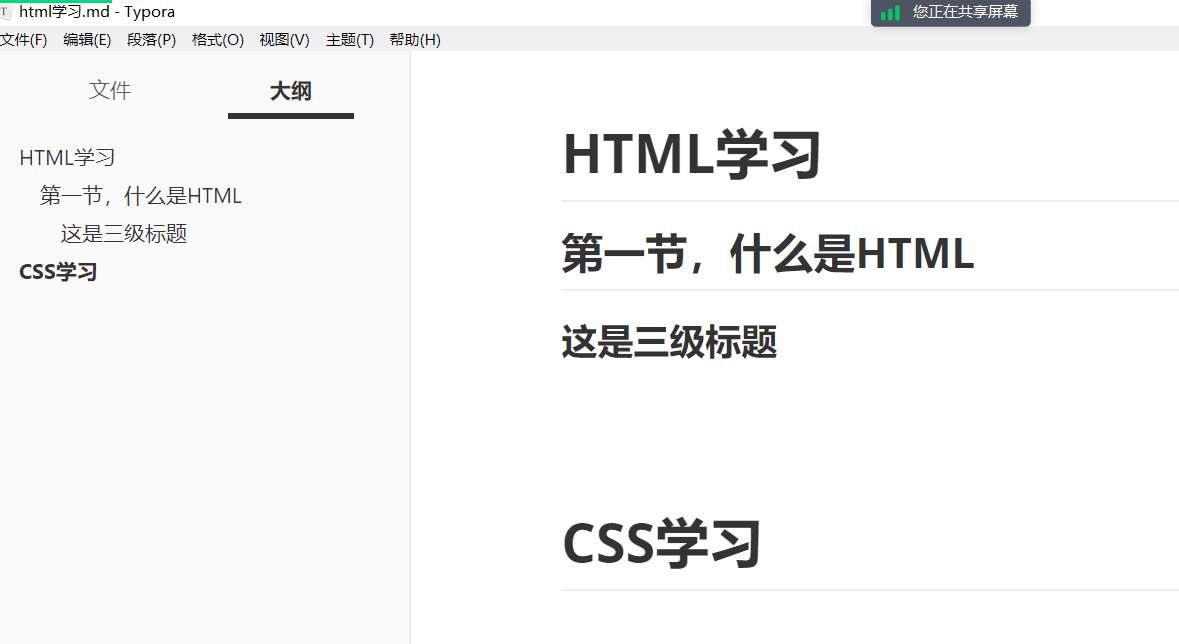 html学习.md - Typora
您正在共享屏幕
文件(F) 编辑(E) 段落(P) 格式(O) 视图(V) 主题(T) 帮助(H)
文件 大纲
HTML学习
第一节，什么是HTML
这是三级标题
CSS学习
HTML学习
第一节，什么是HTML
这是三级标题
CSS学习